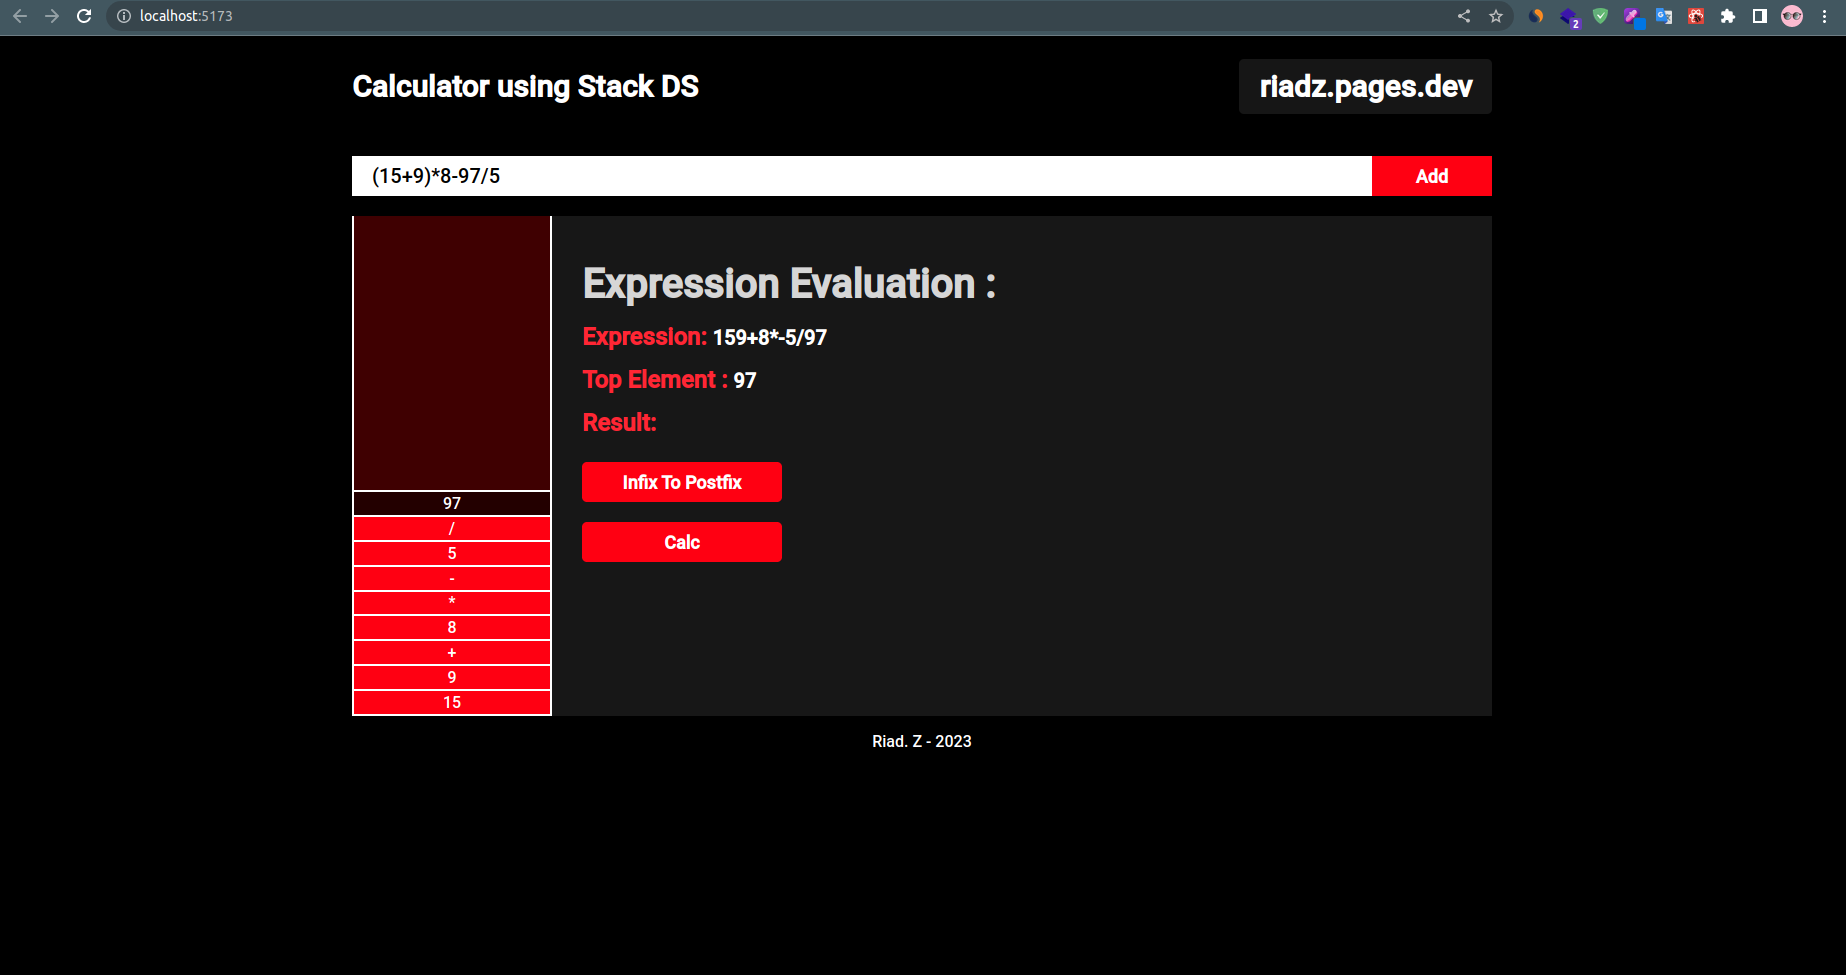 localhost:5173
2
Calculator using Stack DS
riadz.pages.dev
(15+9)*8-97/5
Add
Expression Evaluation :
Expression: 159+8*-5/97
Top Element : 97
Result:
Infix To Postfix
Calc
97
/
5
-
*
8
+
9
15
Riad. Z - 2023